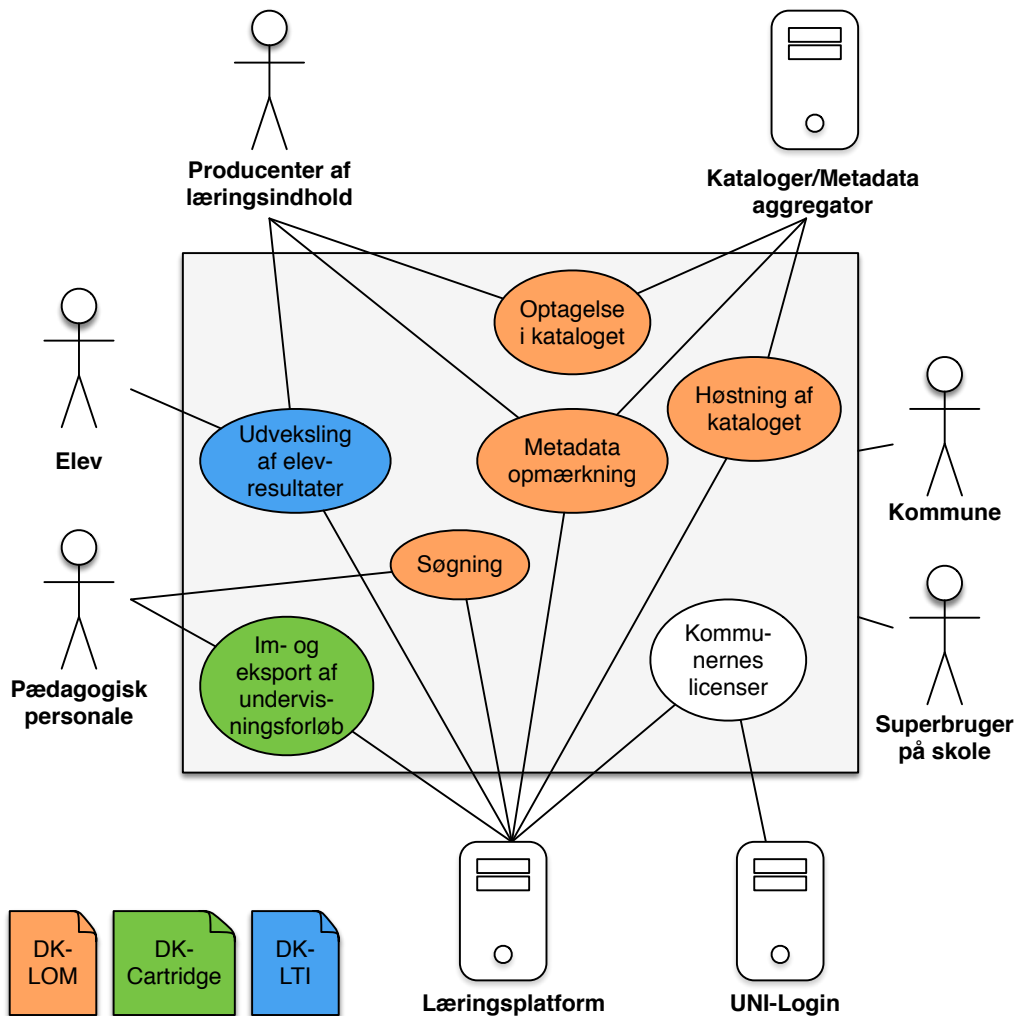 Producenter af
læringsindhold
Kataloger/Metadata
aggregator
Optagelse
i kataloget
Høstning af
kataloget
Elev
Udveksling
af elev-
resultater
Metadata
opmærkning
Kommune
Søgning
Pædagogisk
personale
Im- og
eksport af
undervis-
ningsforløb
Kommu-
nernes
licenser
Superbruger
på skole
DK-
LOM
DK-
Cartridge
DK-
LTI
Læringsplatform
UNI-Login